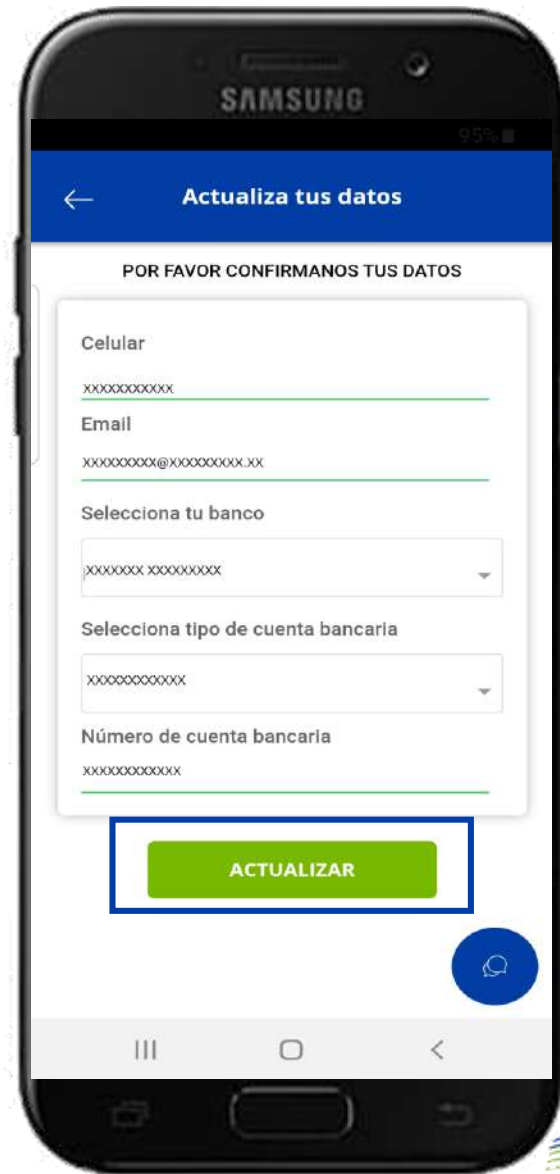 SAMSUNG
95%
Actualiza tus datos
POR FAVOR CONFIRMANOS TUS DATOS
Celular
xxxxxxxxxxx
Email
xxxxxxxxx@xxxxxxxxx.xx
Selecciona tu banco
xxxxxxx xxxxxxxxx
Selecciona tipo de cuenta bancaria
xxxxxxxxxxxx
Número de cuenta bancaria
xxxxxxxxxxxx
ACTUALIZAR